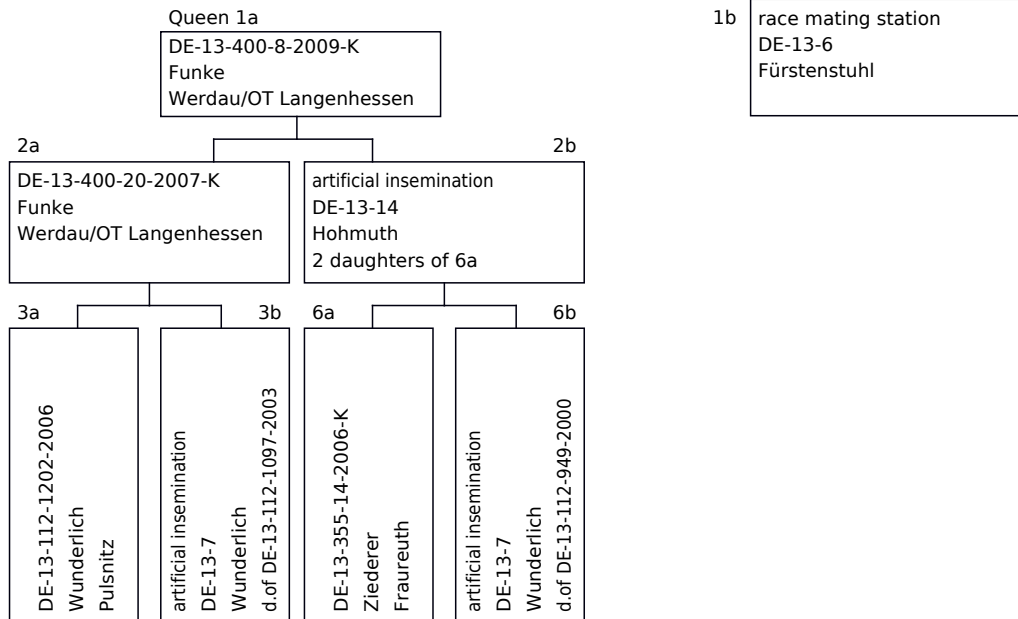 Queen 1a
DE-13-400-8-2009-K
Funke
Werdau/OT Langenhessen
1b
race mating station
DE-13-6
Fürstenstuhl
2a
DE-13-400-20-2007-K
Funke
Werdau/OT Langenhessen
2b
artificial insemination
DE-13-14
Hohmuth
2 daughters of 6a
3a
DE-13-112-1202-2006
Wunderlich
Pulsnitz
3b
artificial insemination
DE-13-7
Wunderlich
d.of DE-13-112-1097-2003
6a
DE-13-355-14-2006-K
Ziederer
Fraureuth
6b
artificial insemination
DE-13-7
Wunderlich
d.of DE-13-112-949-2000